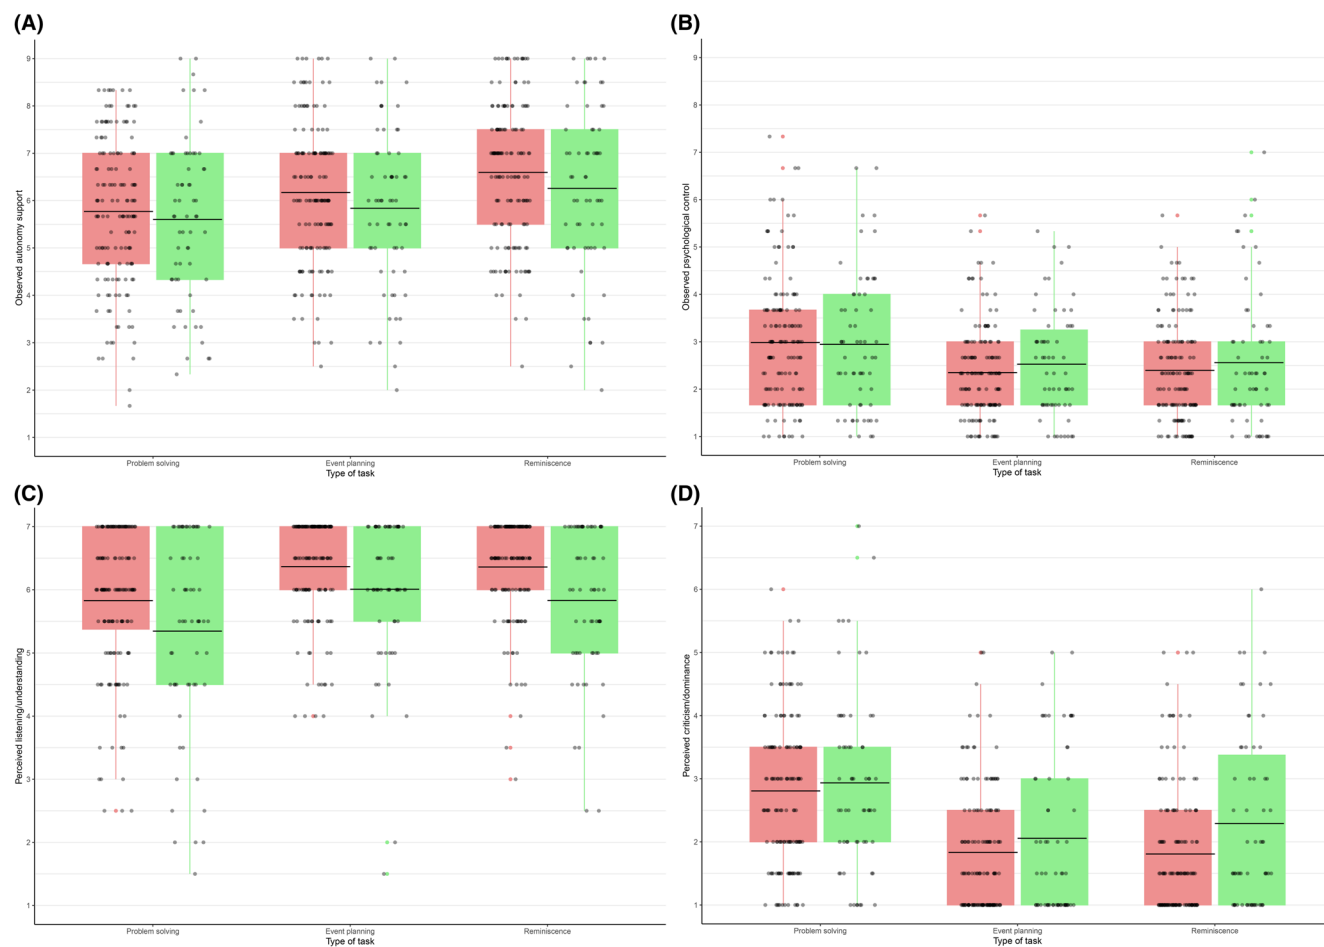 (A)
Observed autonomy support
9
8
7
6
5
4
3
2
1
Problem solving
Event planning
Reminiscence
Type of task
(B)
Observed psychological control
9
8
7
6
5
4
3
2
1
Problem solving
Event planning
Reminiscence
Type of task
(C)
Perceived listening/understanding
7
6
5
4
3
2
1
Problem solving
Event planning
Reminiscence
Type of task
(D)
Perceived criticism/dominance
7
6
5
4
3
2
1
Problem solving
Event planning
Reminiscence
Type of task